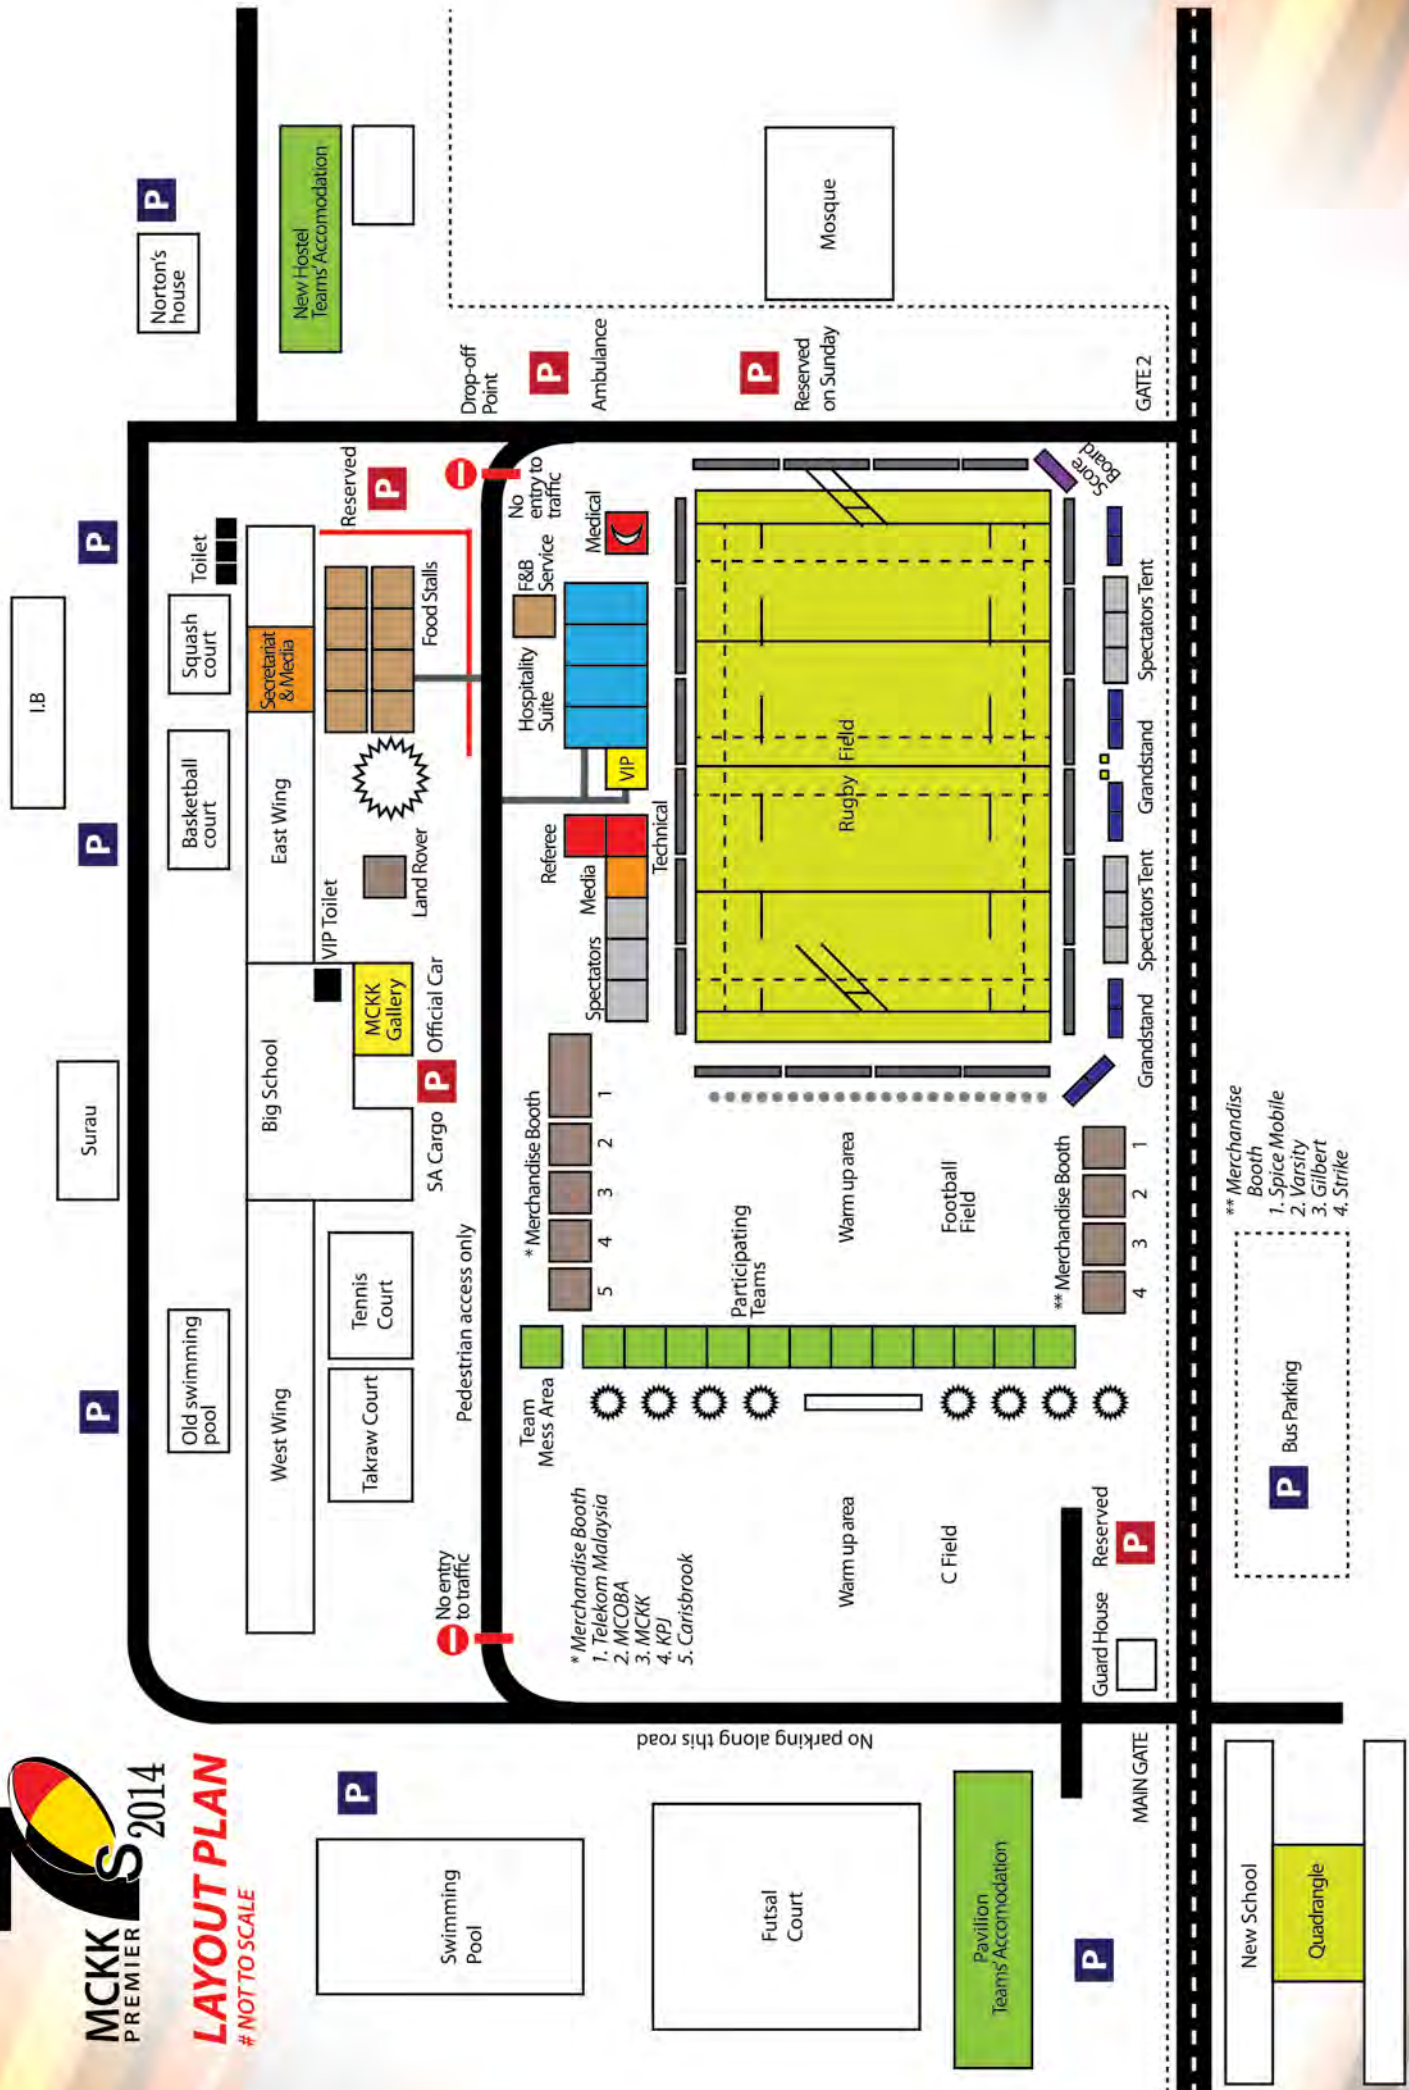 MCKK
PREMIER
7s
2014
LAYOUT PLAN
# NOT TO SCALE
P
Surau
P
I.B
P
P
Norton's
house
Old swimming
pool
Basketball
court
Squash
court
Toilet
West Wing
Big School
East Wing
Secretariat
& Media
New Hostel
Teams' Accomodation
Takraw Court
Tennis
Court
VIP Toilet
MCKK
Gallery
Land Rover
Food Stalls
Reserved
P
SA Cargo
P
Official Car
No entry
to traffic
Pedestrian access only
Drop-off
Point
No
entry to
traffic
P
Ambulance
P
Swimming
Pool
Futsal
Court
Pavilion
Teams' Accomodation
P
No parking along this road
* Merchandise Booth
1. Telekom Malaysia
2. MCOBA
3. MCKK
4. KPJ
5. Carisbrook
Team
Mess Area
* Merchandise Booth
5
4
3
2
1
Spectators
Media
Referee
Technical
VIP
Hospitality
Suite
F&B
Service
Medical
P
Reserved
on Sunday
Mosque
Participating
Teams
Warm up area
C Field
Warm up area
Football
Field
Rugby Field
Score
Board
** Merchandise Booth
4
3
2
1
Grandstand
Spectators Tent
Grandstand
Spectators Tent
Guard House
Reserved
P
MAIN GATE
GATE 2
New School
Quadrangle
P
Bus Parking
** Merchandise
Booth
1. Spice Mobile
2. Varsity
3. Gilbert
4. Strike